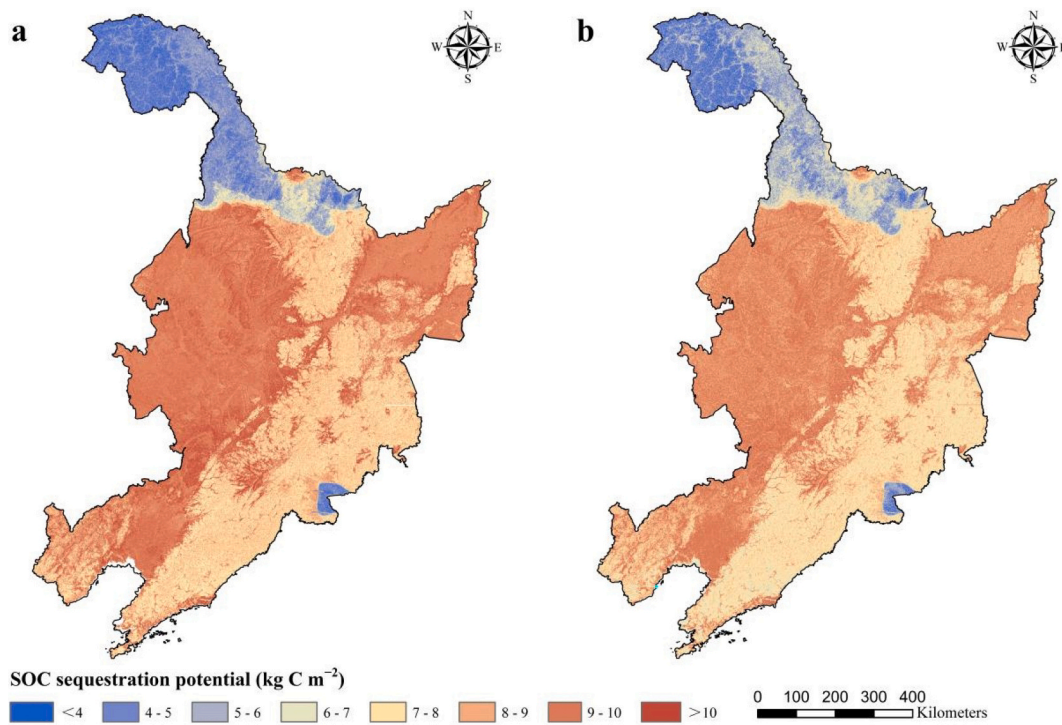 a
N
W E
S
b
N
W E
S
SOC sequestration potential (kg C m⁻²)
<4 4 - 5 5 - 6 6 - 7 7 - 8 8 - 9 9 - 10 >10
0 100 200 300 400
Kilometers